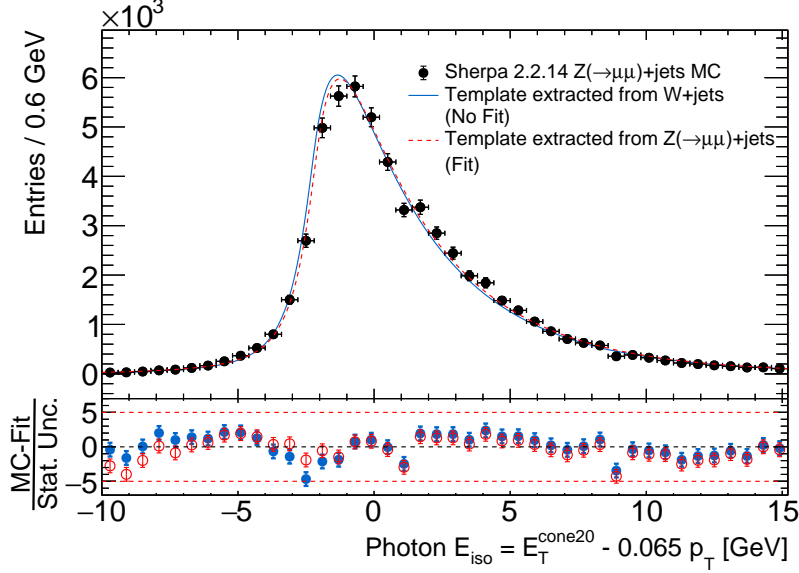 ×10³
Entries / 0.6 GeV
6
5
4
3
2
1
0
Sherpa 2.2.14 Z(→μμ)+jets MC
Template extracted from W+jets
(No Fit)
Template extracted from Z(→μμ)+jets
(Fit)
MC-Fit
Stat. Unc.
5
0
−5
−10 −5 0 5 10 15
Photon E_iso = E_T^cone20 - 0.065 p_T [GeV]